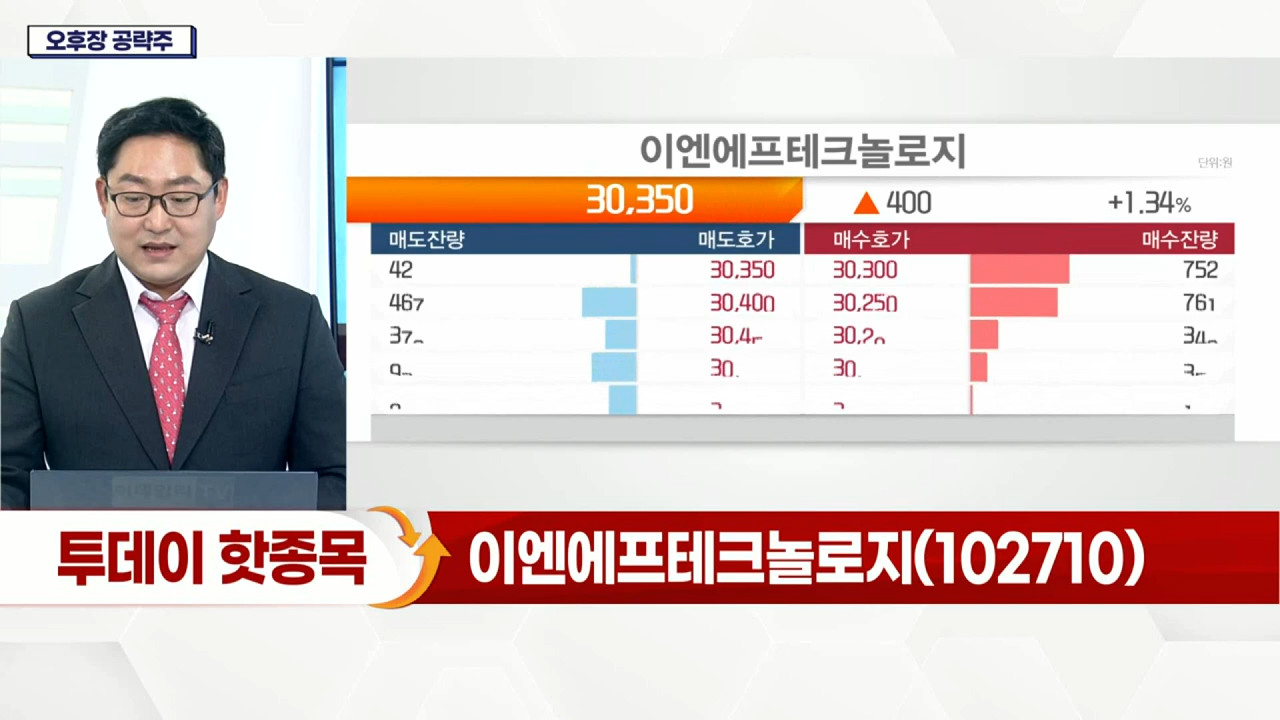 오후장 공략주
이엔에프테크놀로지
단위:원
30,350 ▲ 400 +1.34%
매도잔량 매도호가 매수호가 매수잔량
42 30,350 30,300 752
467 30,400 30,250 761
투데이 핫종목 이엔에프테크놀로지(102710)